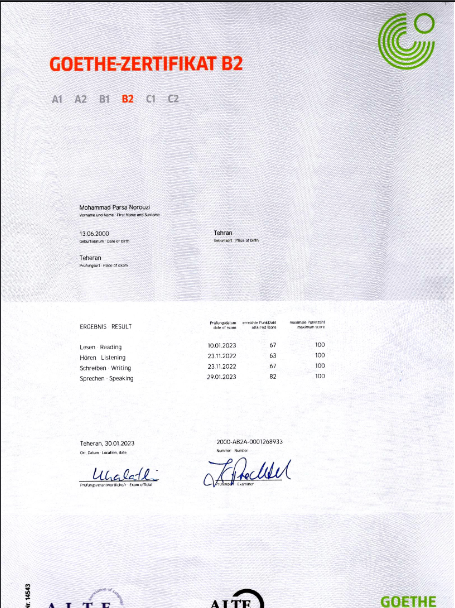 GOETHE-ZERTIFIKAT B2
A1 A2 B1 B2 C1 C2
Mohammad Parsa Norouzi
Vorname und Name · First Name and Surname
13.06.2000
Geburtsdatum · Date of birth
Tehran
Geburtsort · Place of birth
Teheran
Prüfungsort · Place of exam
ERGEBNIS · RESULT
Prüfungsdatum
date of exam
erreichte Punktzahl
attained score
maximale Punktzahl
maximum score
Lesen · Reading 10.01.2023 67 100
Hören · Listening 23.11.2022 63 100
Schreiben · Writing 23.11.2022 67 100
Sprechen · Speaking 29.01.2023 82 100
Teheran, 30.01.2023
Ort, Datum · Location, date
2000-AB2A-0001268933
Nummer · Number
Prüfungsverantwortliche/r · Exam official
Prüfende/r · Examiner
Nr. 14543
ALTE
ALTE
GOETHE